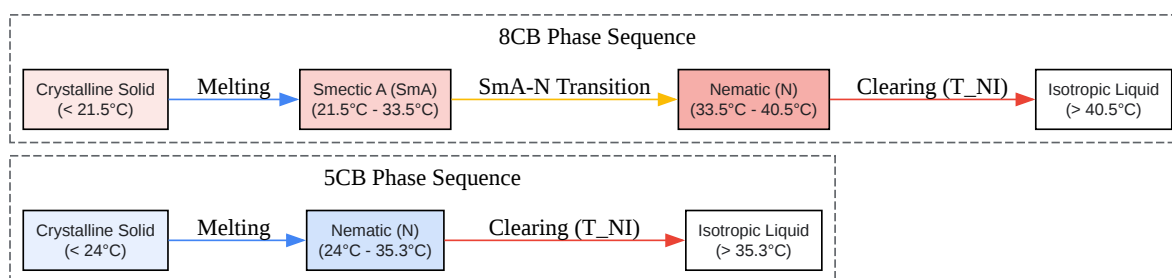 8CB Phase Sequence
Crystalline Solid
(< 21.5°C)
Melting
Smectic A (SmA)
(21.5°C - 33.5°C)
SmA-N Transition
Nematic (N)
(33.5°C - 40.5°C)
Clearing (T_NI)
Isotropic Liquid
(> 40.5°C)
5CB Phase Sequence
Crystalline Solid
(< 24°C)
Melting
Nematic (N)
(24°C - 35.3°C)
Clearing (T_NI)
Isotropic Liquid
(> 35.3°C)